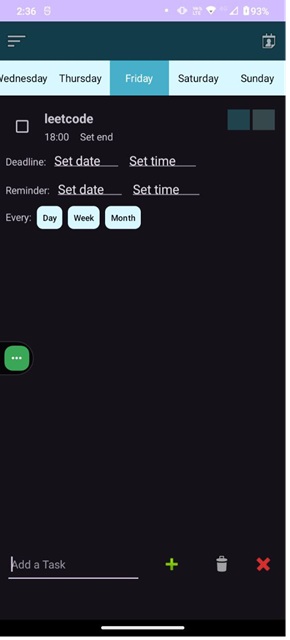 2:36 93%
Wednesday Thursday Friday Saturday Sunday
leetcode
18:00 Set end
Deadline: Set date Set time
Reminder: Set date Set time
Every: Day Week Month
Add a Task